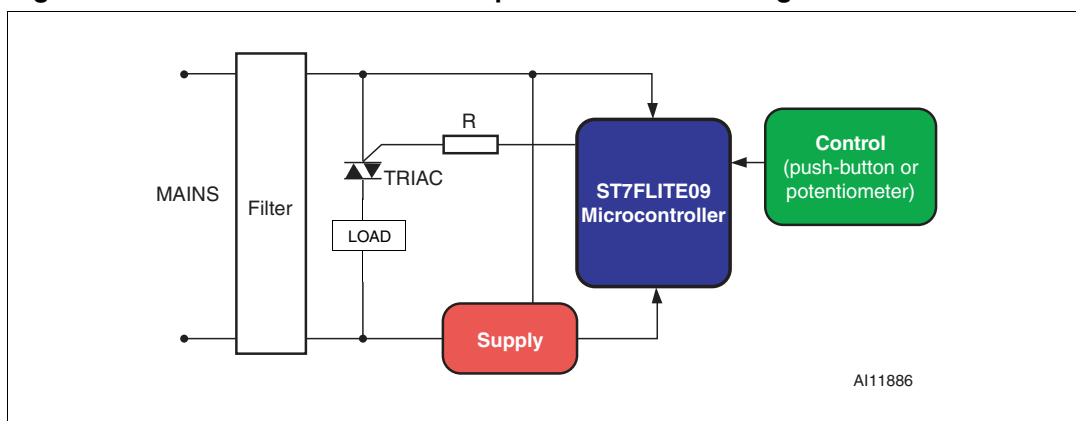 R
TRIAC
MAINS
Filter
LOAD
ST7FLITE09
Microcontroller
Control
(push-button or
potentiometer)
Supply
AI11886